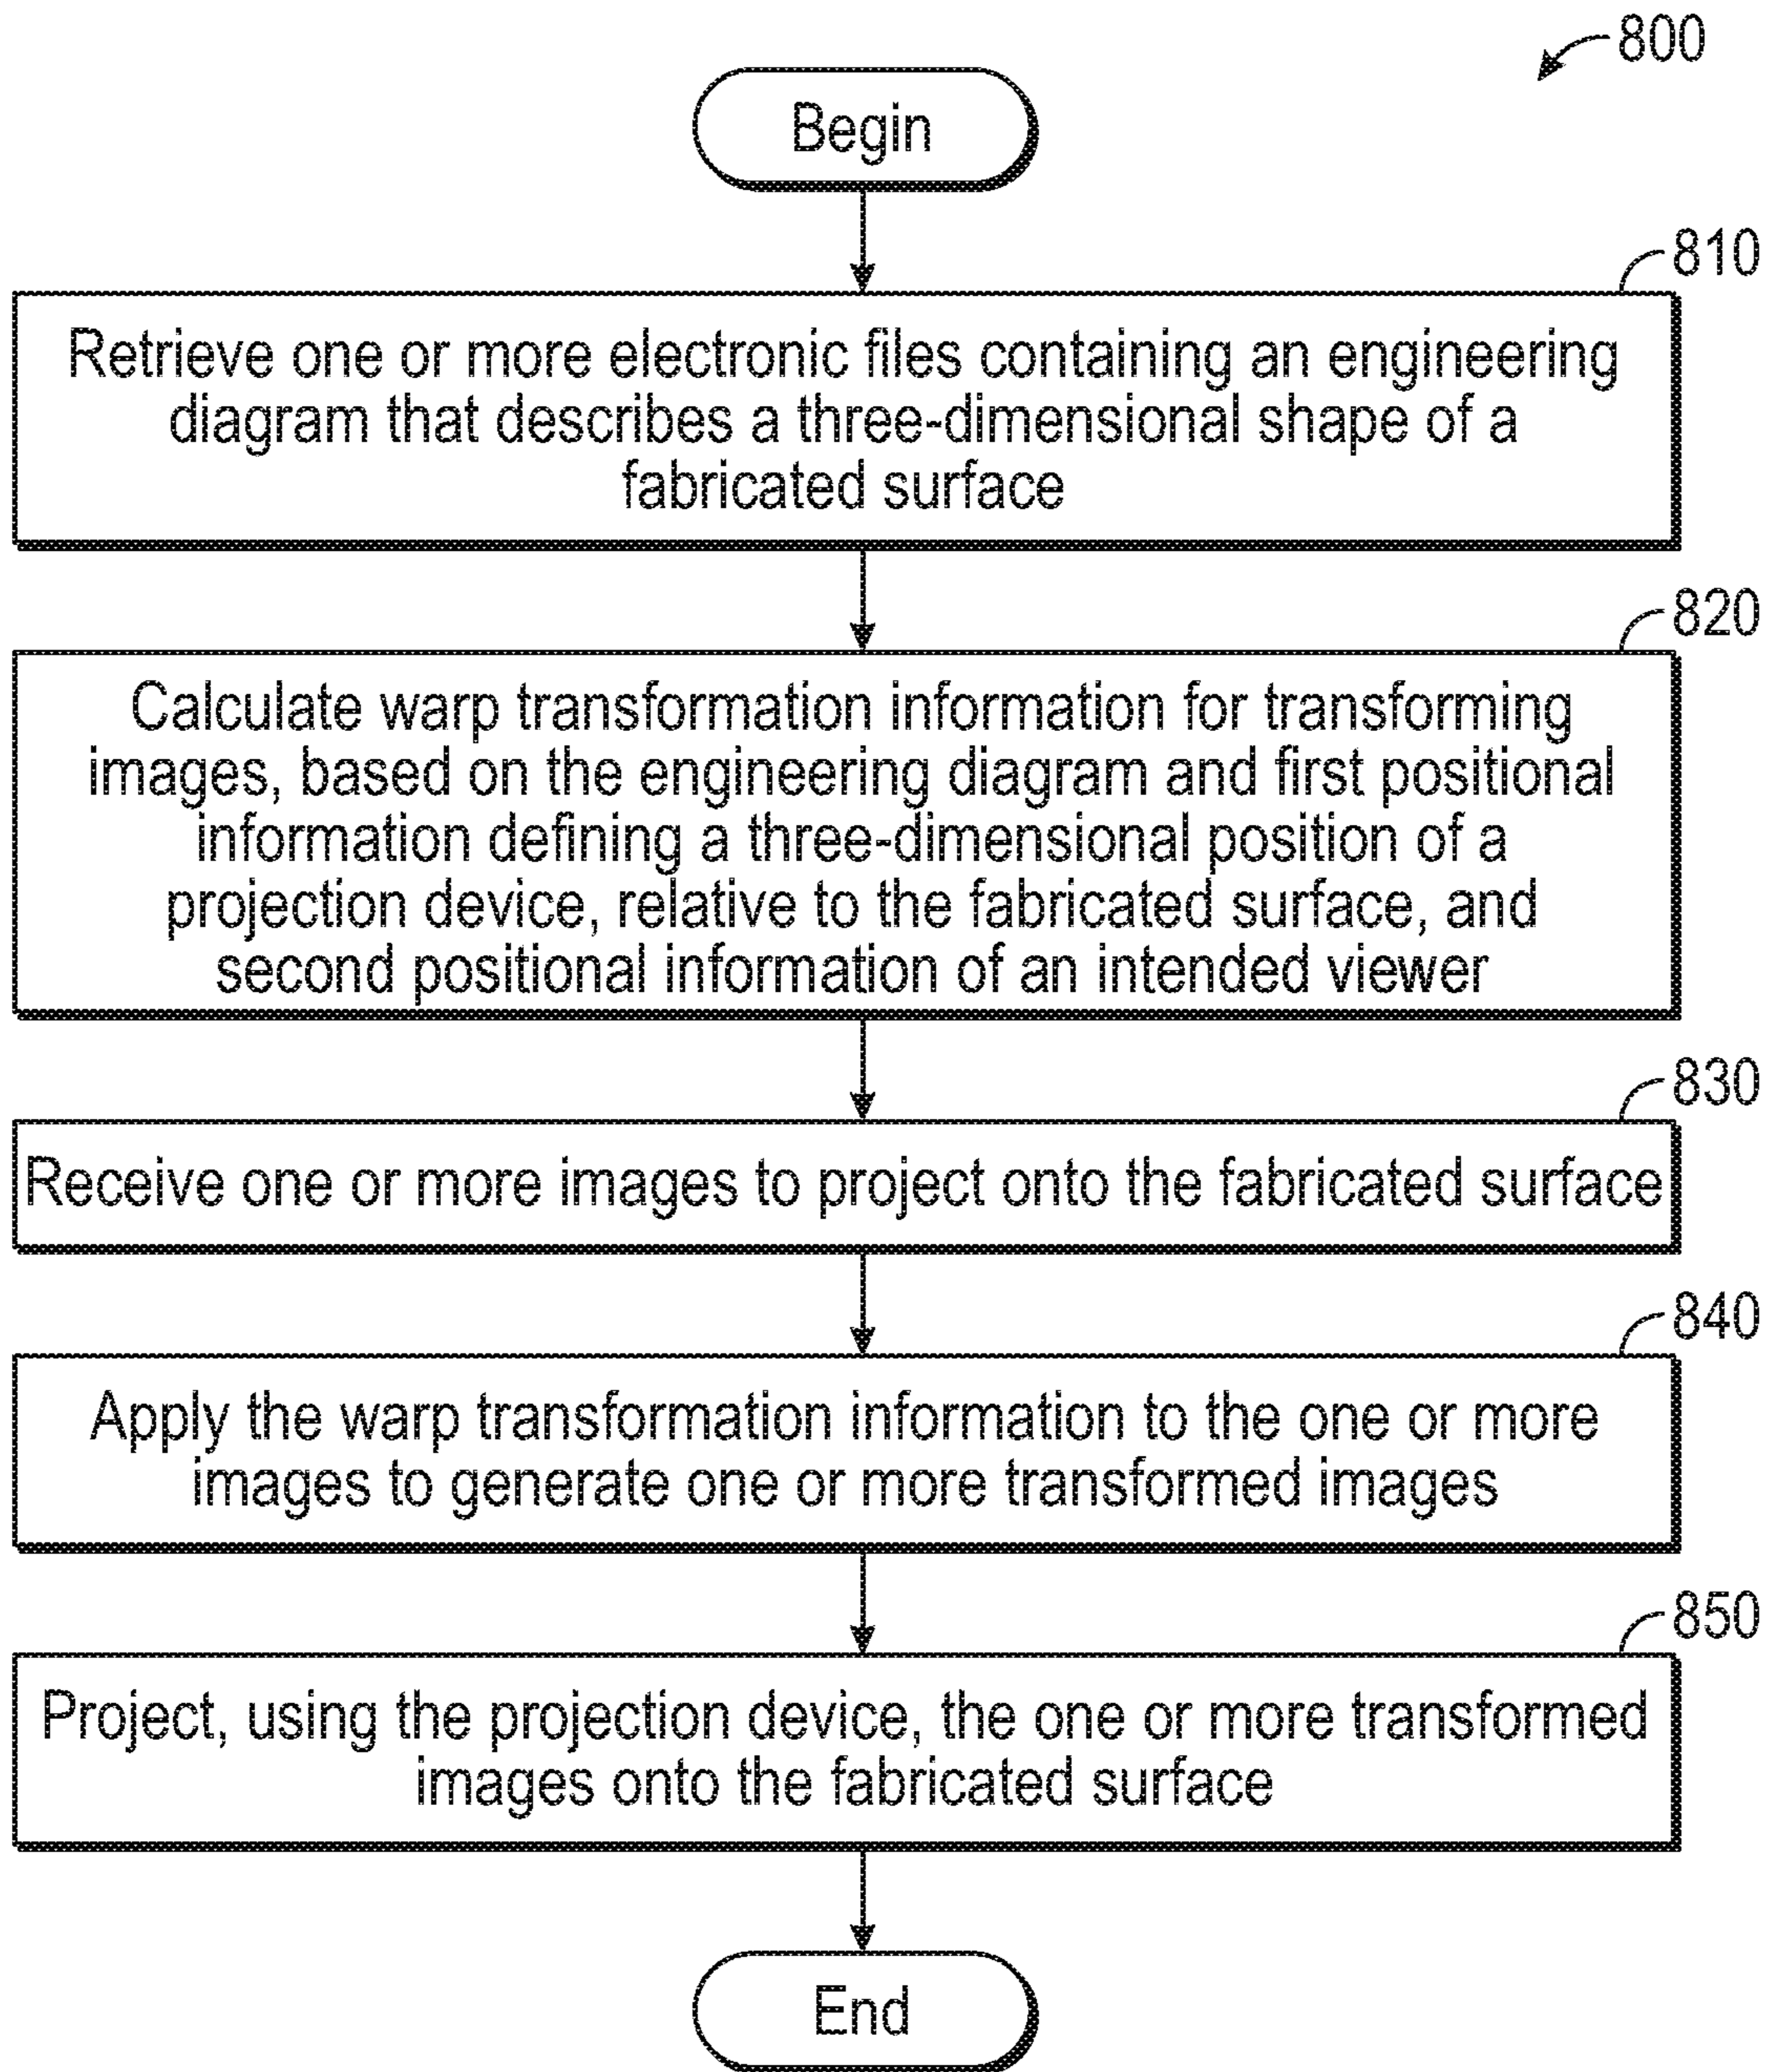 800
Begin
810
Retrieve one or more electronic files containing an engineering
diagram that describes a three-dimensional shape of a
fabricated surface
820
Calculate warp transformation information for transforming
images, based on the engineering diagram and first positional
information defining a three-dimensional position of a
projection device, relative to the fabricated surface, and
second positional information of an intended viewer
830
Receive one or more images to project onto the fabricated surface
840
Apply the warp transformation information to the one or more
images to generate one or more transformed images
850
Project, using the projection device, the one or more transformed
images onto the fabricated surface
End